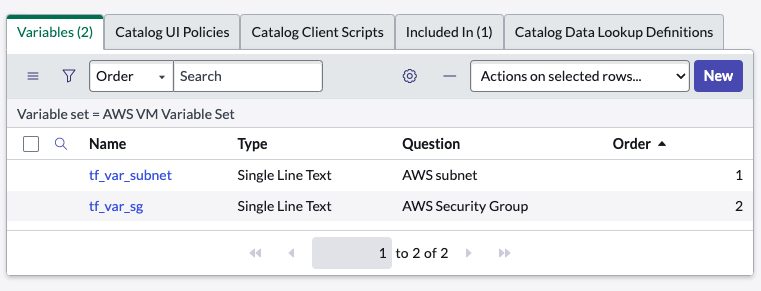 Variables (2) Catalog UI Policies Catalog Client Scripts Included In (1) Catalog Data Lookup Definitions
Order Search Actions on selected rows... New
Variable set = AWS VM Variable Set
Name Type Question Order
tf_var_subnet Single Line Text AWS subnet 1
tf_var_sg Single Line Text AWS Security Group 2
1 to 2 of 2